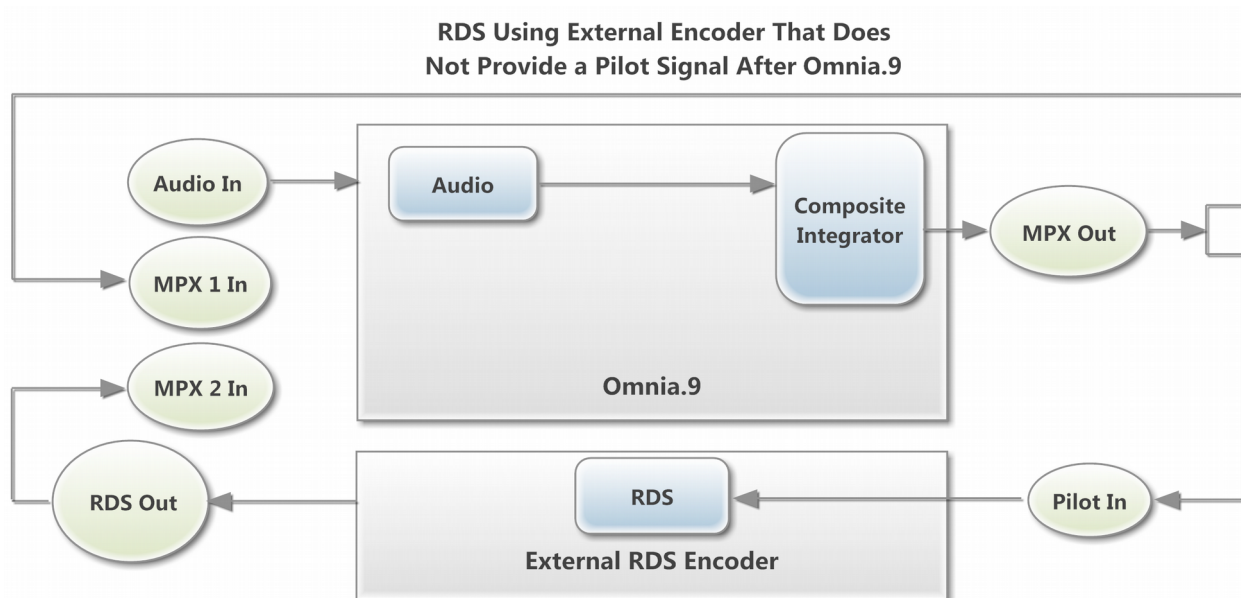 RDS Using External Encoder That Does
Not Provide a Pilot Signal After Omnia.9
Audio In
Audio
Composite
Integrator
MPX Out
MPX 1 In
MPX 2 In
Omnia.9
RDS Out
RDS
Pilot In
External RDS Encoder